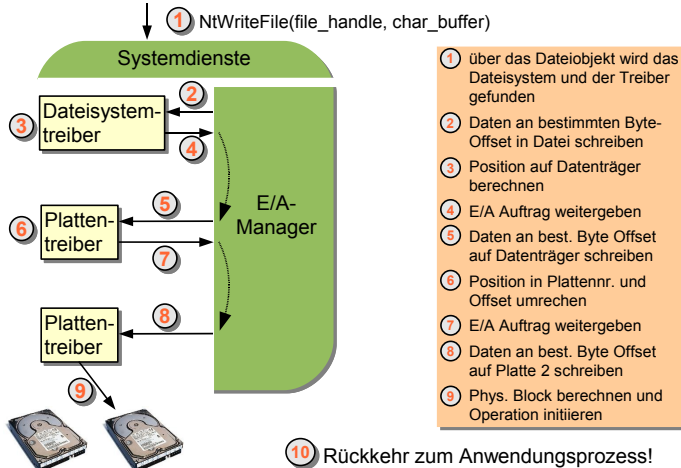 1 NtWriteFile(file_handle, char_buffer)
Systemdienste
2
Dateisystem-
treiber
3
4
E/A-
Manager
5
Platten-
treiber
6
7
8
Platten-
treiber
9
1 über das Dateiobjekt wird das
Dateisystem und der Treiber
gefunden
2 Daten an bestimmten Byte-
Offset in Datei schreiben
3 Position auf Datenträger
berechnen
4 E/A Auftrag weitergeben
5 Daten an best. Byte Offset
auf Datenträger schreiben
6 Position in Plattennr. und
Offset umrechen
7 E/A Auftrag weitergeben
8 Daten an best. Byte Offset
auf Platte 2 schreiben
9 Phys. Block berechnen und
Operation initiieren
10 Rückkehr zum Anwendungsprozess!